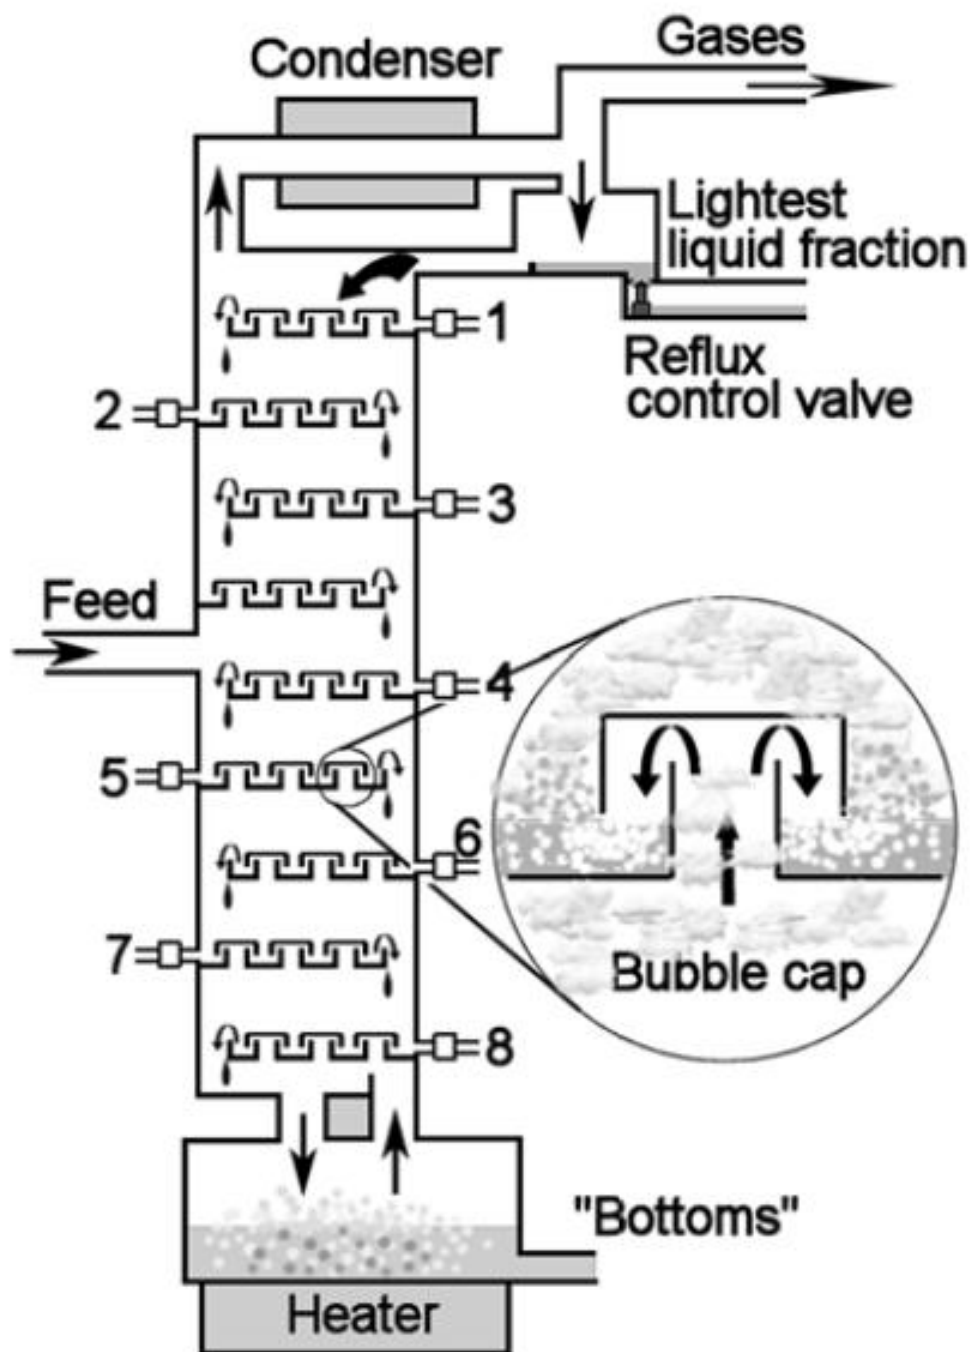 Gases
Condenser
Lightest
liquid fraction
1
Reflux
control valve
2
3
Feed
4
5
6
Bubble cap
7
8
"Bottoms"
Heater